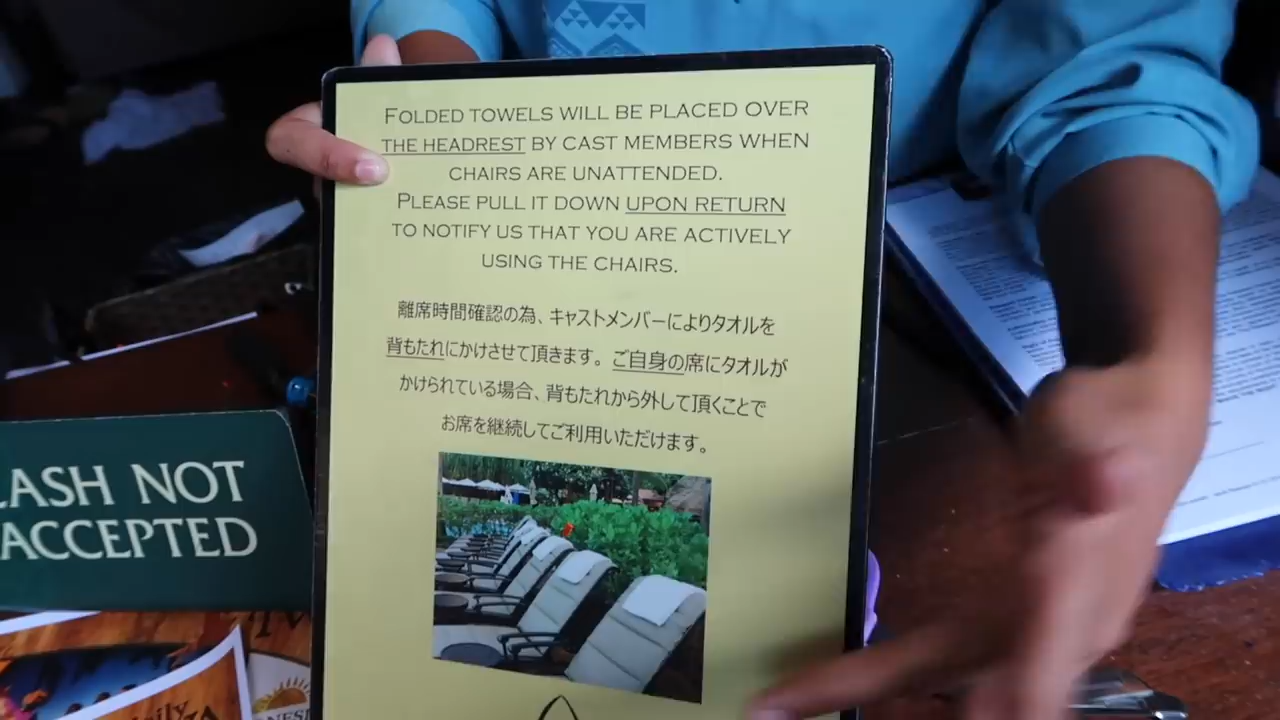 FOLDED TOWELS WILL BE PLACED OVER
THE HEADREST BY CAST MEMBERS WHEN
CHAIRS ARE UNATTENDED.
PLEASE PULL IT DOWN UPON RETURN
TO NOTIFY US THAT YOU ARE ACTIVELY
USING THE CHAIRS.
離席時間確認の為、キャストメンバーによりタオルを
背もたれにかけさせて頂きます。ご自身の席にタオルが
かけられている場合、背もたれから外して頂くことで
お席を継続してご利用いただけます。
CASH NOT
ACCEPTED